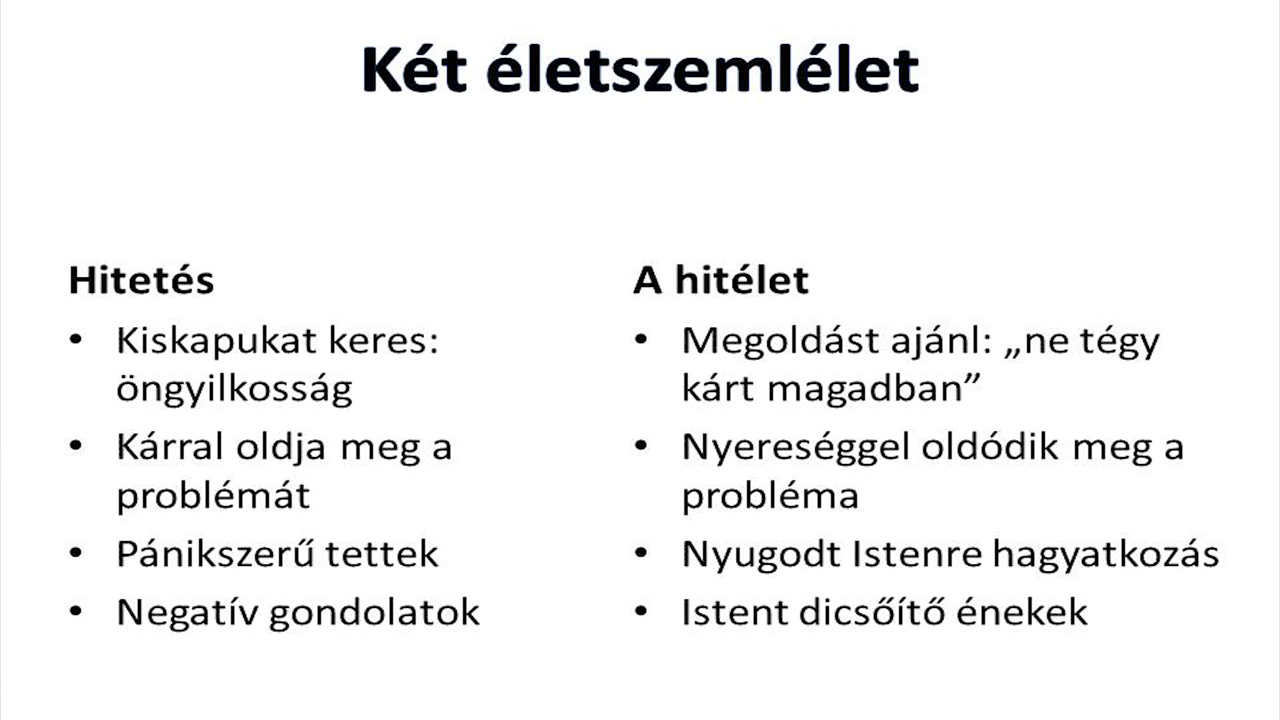 Két életszemlélet
Hitetés
• Kiskapukat keres:
öngyilkosság
• Kárral oldja meg a
problémát
• Pánikszerű tettek
• Negatív gondolatok
A hitélet
• Megoldást ajánl: „ne tégy
kárt magadban”
• Nyereséggel oldódik meg a
probléma
• Nyugodt Istenre hagyatkozás
• Istent dicsőítő énekek